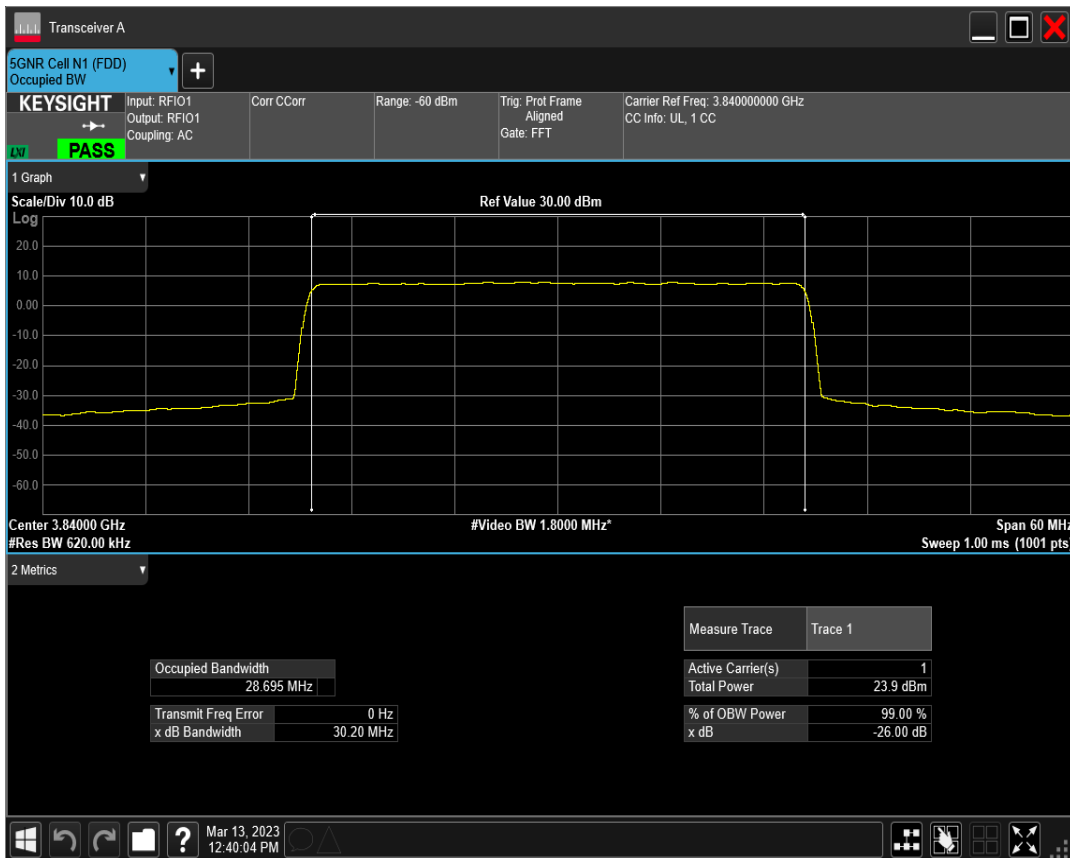 Transceiver A
5GNR Cell N1 (FDD)
Occupied BW
KEYSIGHT
LXI
PASS
Input: RFIO1
Output: RFIO1
Coupling: AC
Corr CCorr
Range: -60 dBm
Trig: Prot Frame
Aligned
Gate: FFT
Carrier Ref Freq: 3.840000000 GHz
CC Info: UL, 1 CC
1 Graph
Scale/Div 10.0 dB
Ref Value 30.00 dBm
Log
20.0
10.0
0.00
-10.0
-20.0
-30.0
-40.0
-50.0
-60.0
Center 3.84000 GHz
#Video BW 1.8000 MHz*
Span 60 MHz
#Res BW 620.00 kHz
Sweep 1.00 ms (1001 pts)
2 Metrics
Measure Trace
Trace 1
Occupied Bandwidth
28.695 MHz
Active Carrier(s)
1
Total Power
23.9 dBm
Transmit Freq Error
0 Hz
x dB Bandwidth
30.20 MHz
% of OBW Power
99.00 %
x dB
-26.00 dB
?
Mar 13, 2023
12:40:04 PM